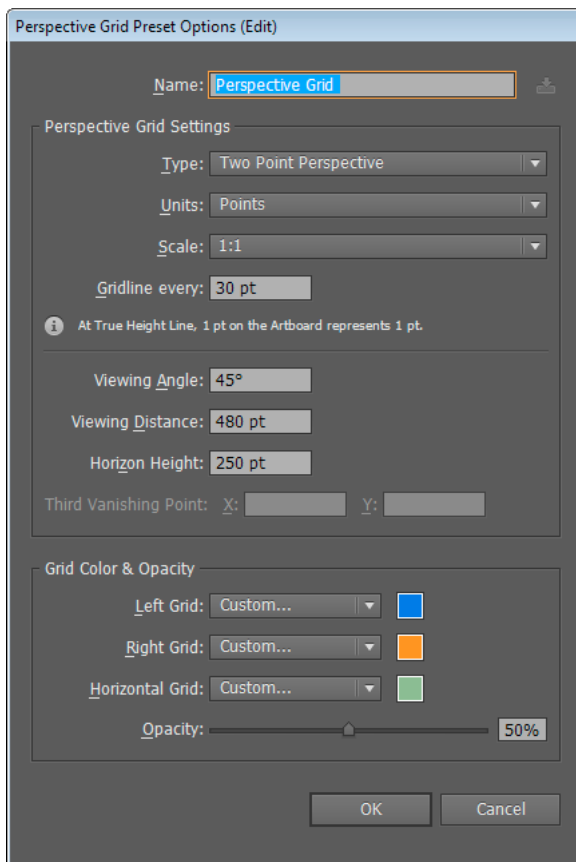 Perspective Grid Preset Options (Edit)
Name: Perspective Grid
Perspective Grid Settings
Type: Two Point Perspective
Units: Points
Scale: 1:1
Gridline every: 30 pt
At True Height Line, 1 pt on the Artboard represents 1 pt.
Viewing Angle: 45°
Viewing Distance: 480 pt
Horizon Height: 250 pt
Third Vanishing Point: X: Y:
Grid Color & Opacity
Left Grid: Custom...
Right Grid: Custom...
Horizontal Grid: Custom...
Opacity: 50%
OK Cancel